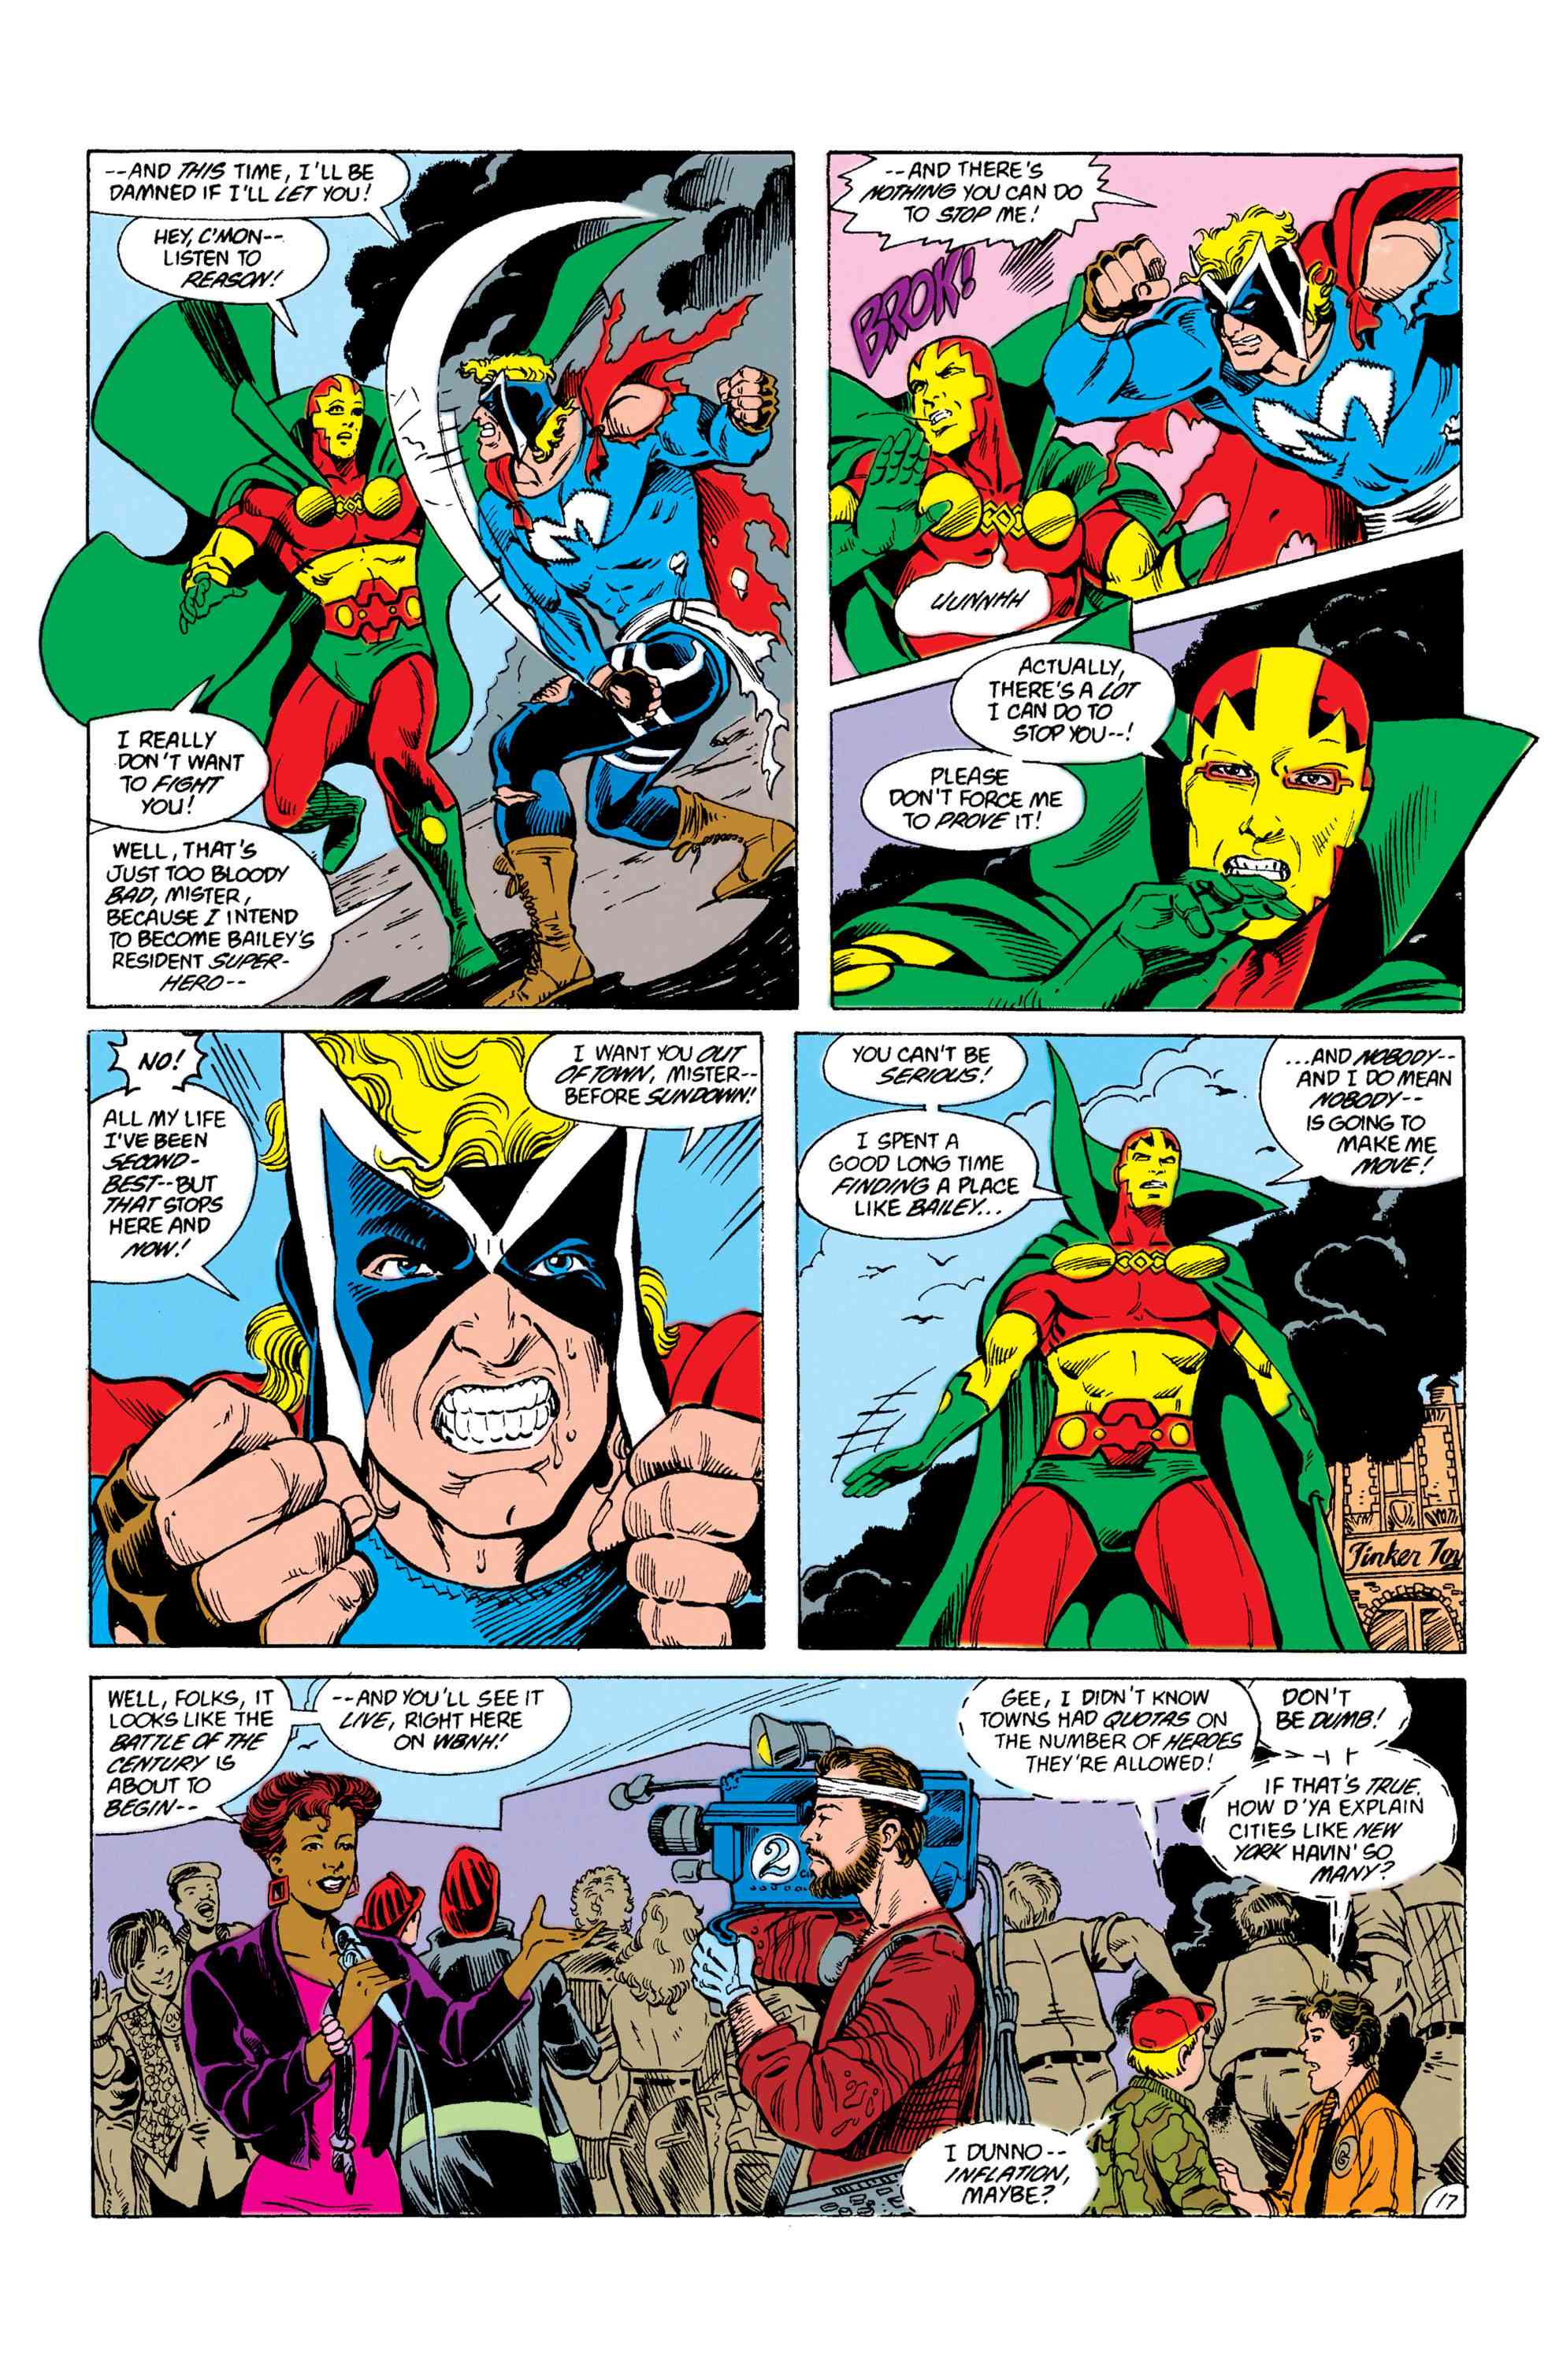 --AND THIS TIME, I'LL BE
DAMNED IF I'LL LET YOU!
HEY, C'MON--
LISTEN TO
REASON!
I REALLY
DON'T WANT
TO FIGHT
YOU!
WELL, THAT'S
JUST TOO BLOODY
BAD, MISTER,
BECAUSE I INTEND
TO BECOME BAILEY'S
RESIDENT SUPER-
HERO--
--AND THERE'S
NOTHING YOU CAN DO
TO STOP ME!
BROK!
UUNNHH
ACTUALLY,
THERE'S A LOT
I CAN DO TO
STOP YOU--!
PLEASE
DON'T FORCE ME
TO PROVE IT!
NO!
ALL MY LIFE
I'VE BEEN
SECOND-
BEST--BUT
THAT STOPS
HERE AND
NOW!
I WANT YOU OUT
OF TOWN, MISTER--
BEFORE SUNDOWN!
YOU CAN'T BE
SERIOUS!
I SPENT A
GOOD LONG TIME
FINDING A PLACE
LIKE BAILEY...
...AND NOBODY--
AND I DO MEAN
NOBODY--
IS GOING TO
MAKE ME
MOVE!
Tinker Toy
WELL, FOLKS, IT
LOOKS LIKE THE
BATTLE OF THE
CENTURY IS
ABOUT TO
BEGIN--
--AND YOU'LL SEE IT
LIVE, RIGHT HERE
ON WBNH!
2
GEE, I DIDN'T KNOW
TOWNS HAD QUOTAS ON
THE NUMBER OF HEROES
THEY'RE ALLOWED!
DON'T
BE DUMB!
IF THAT'S TRUE,
HOW D'YA EXPLAIN
CITIES LIKE NEW
YORK HAVIN' SO
MANY?
I DUNNO--
INFLATION,
MAYBE?
17